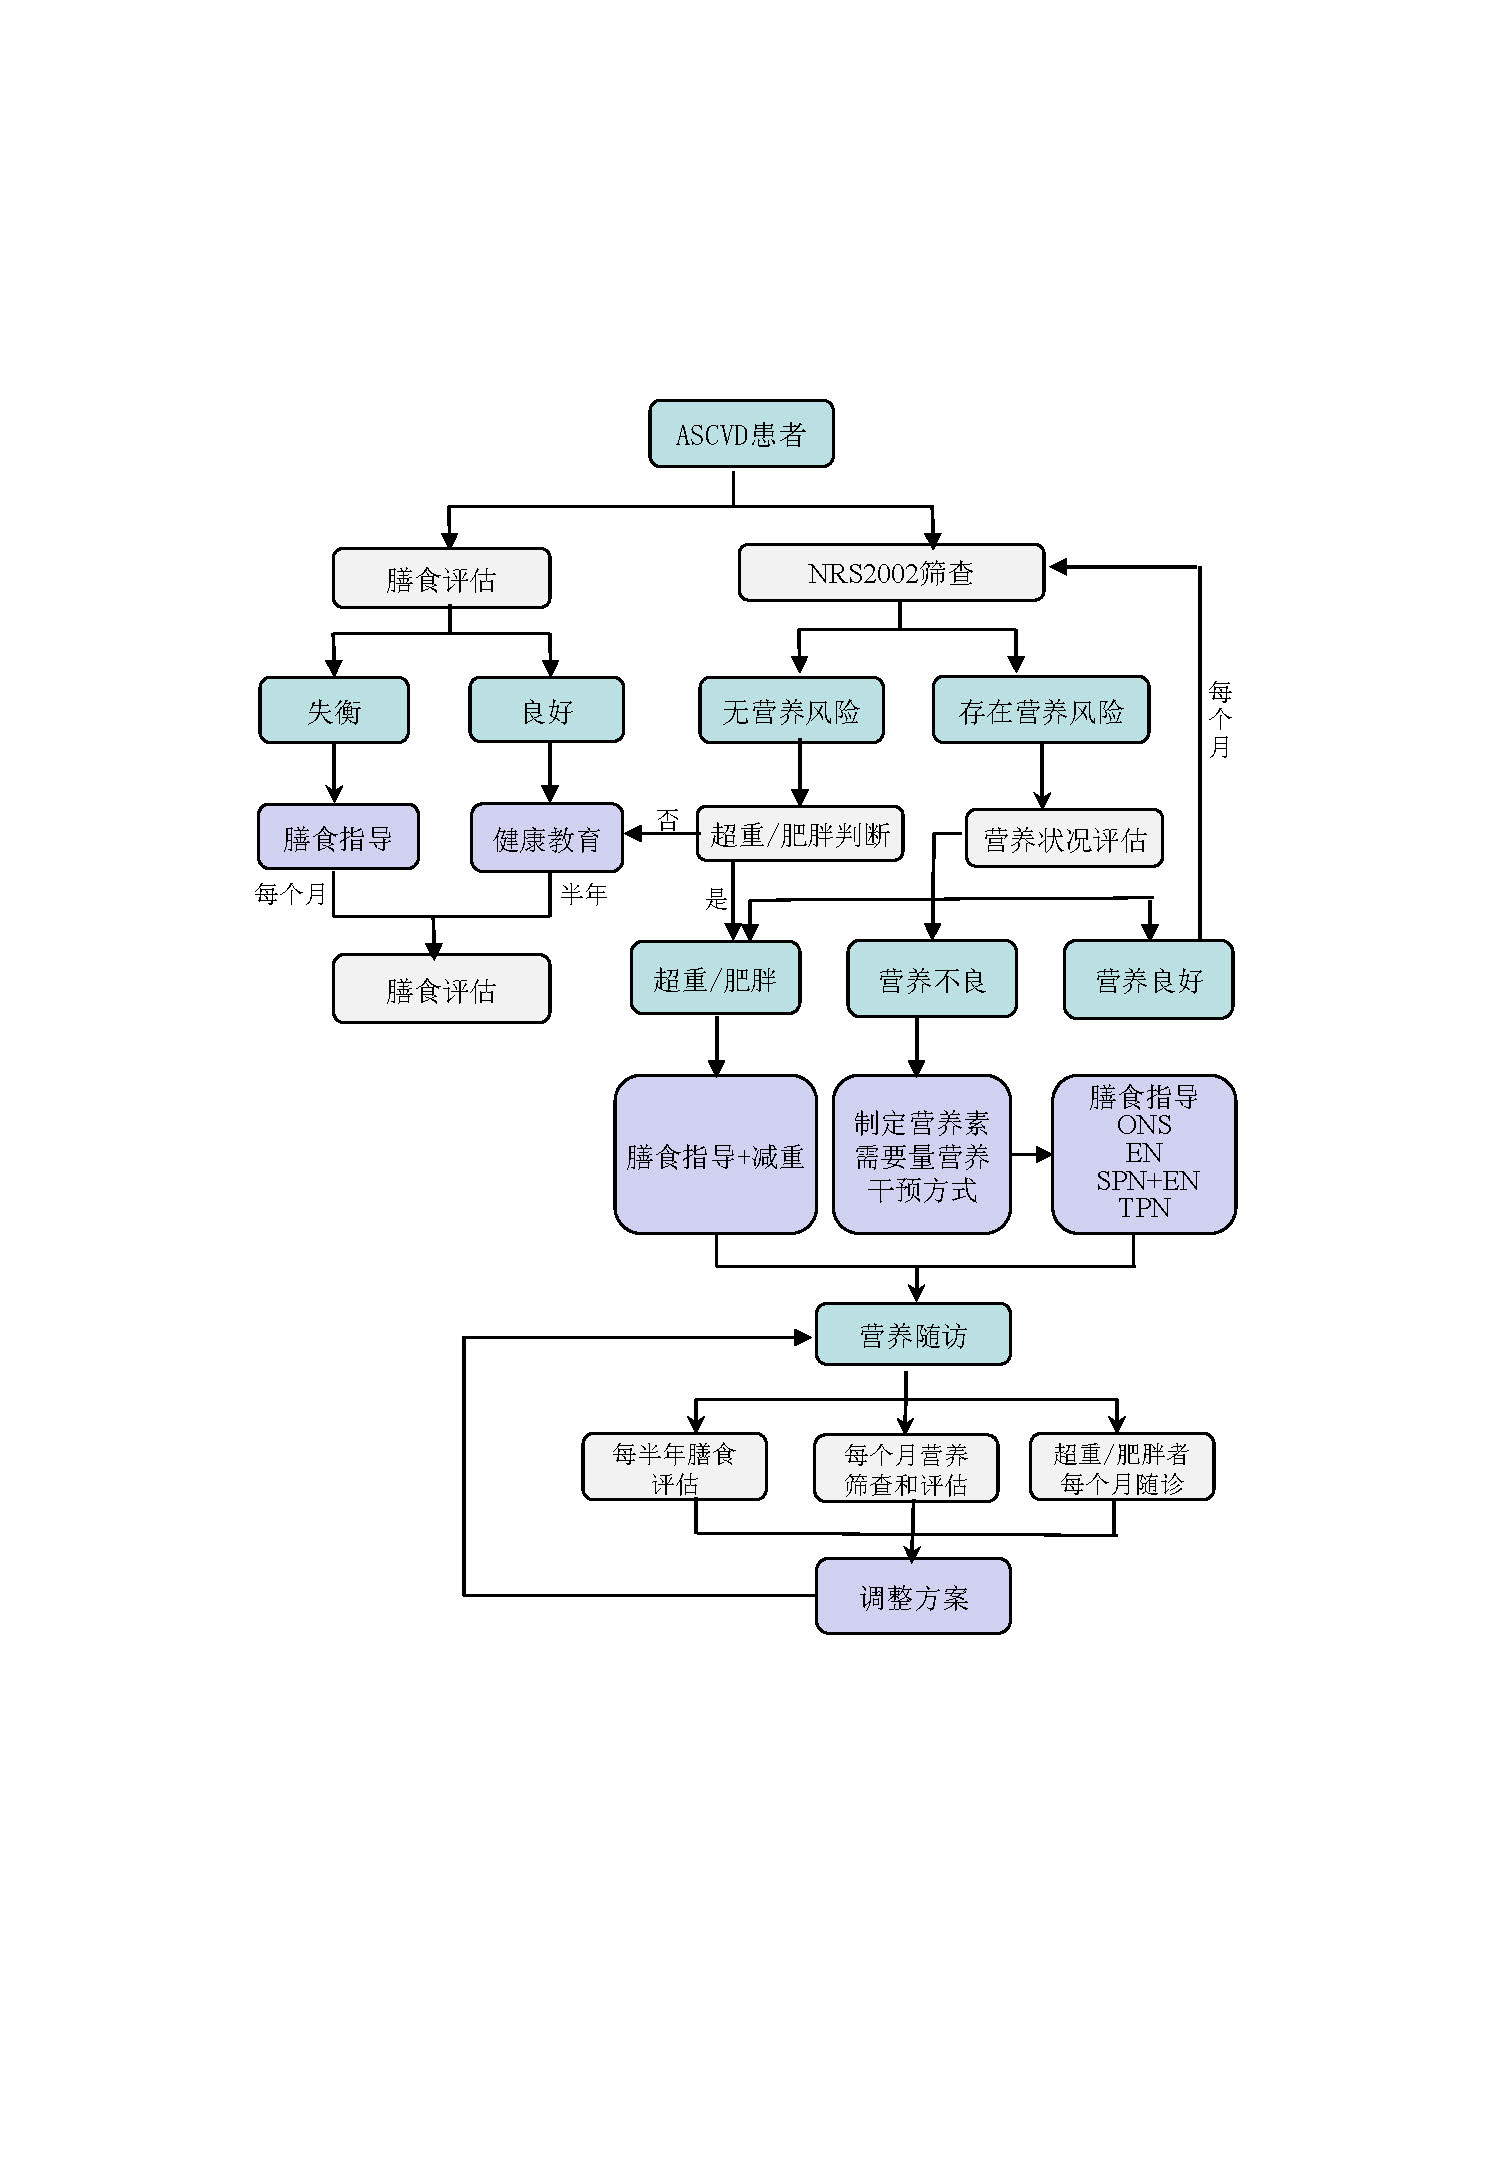 ASCVD患者
膳食评估
NRS2002筛查
失衡
良好
无营养风险
存在营养风险
每
个
月
膳食指导
健康教育
否
超重/肥胖判断
营养状况评估
每个月
半年
是
膳食评估
超重/肥胖
营养不良
营养良好
膳食指导+减重
制定营养素
需要量营养
干预方式
膳食指导
ONS
EN
SPN+EN
TPN
营养随访
每半年膳食
评估
每个月营养
筛查和评估
超重/肥胖者
每个月随诊
调整方案